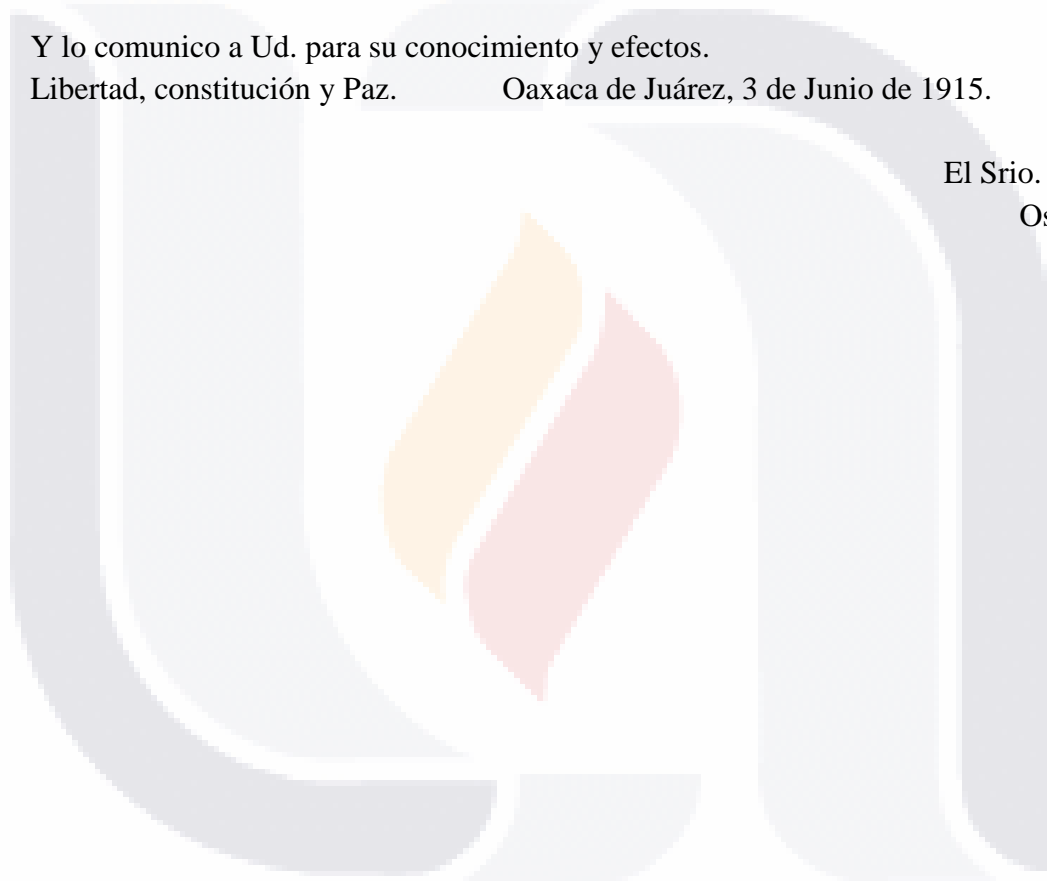 Y lo comunico a Ud. para su conocimiento y efectos.
Libertad, constitución y Paz. Oaxaca de Juárez, 3 de Junio de 1915.
El Srio.